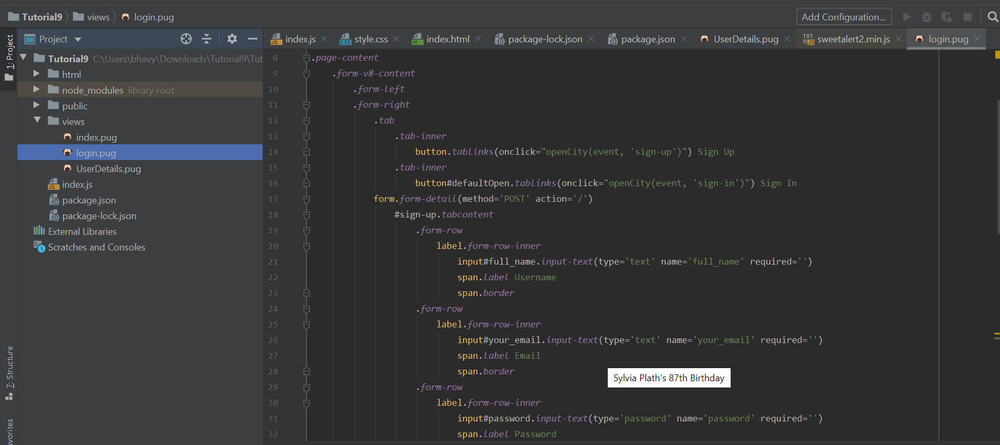 Tutorial9 views login.pug
Add Configuration...
1: Project
Project
index.js style.css index.html package-lock.json package.json UserDetails.pug sweetalert2.min.js login.pug
Tutorial9 C:\Users\bhavy\Downloads\Tutorial9\Tut
html
node_modules library root
public
views
index.pug
login.pug
UserDetails.pug
index.js
package.json
package-lock.json
External Libraries
Scratches and Consoles
7: Structure
avorites
8 .page-content
9 .form-v8-content
10 .form-left
11 .form-right
12 .tab
13 .tab-inner
14 button.tablinks(onclick="openCity(event, 'sign-up')") Sign Up
15 .tab-inner
16 button#defaultOpen.tablinks(onclick="openCity(event, 'sign-in')") Sign In
17 form.form-detail(method='POST' action='/')
18 #sign-up.tabcontent
19 .form-row
20 label.form-row-inner
21 input#full_name.input-text(type='text' name='full_name' required='')
22 span.label Username
23 span.border
24 .form-row
25 label.form-row-inner
26 input#your_email.input-text(type='text' name='your_email' required='')
27 span.label Email
28 span.border
Sylvia Plath's 87th Birthday
29 .form-row
30 label.form-row-inner
31 input#password.input-text(type='password' name='password' required='')
32 span.label Password